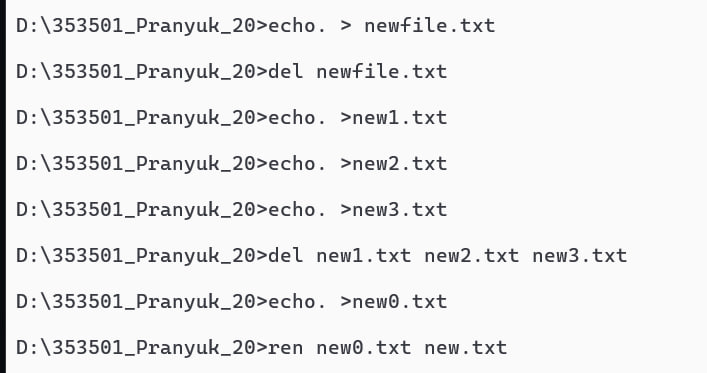 D:\353501_Pranyuk_20>echo. > newfile.txt
D:\353501_Pranyuk_20>del newfile.txt
D:\353501_Pranyuk_20>echo. >new1.txt
D:\353501_Pranyuk_20>echo. >new2.txt
D:\353501_Pranyuk_20>echo. >new3.txt
D:\353501_Pranyuk_20>del new1.txt new2.txt new3.txt
D:\353501_Pranyuk_20>echo. >new0.txt
D:\353501_Pranyuk_20>ren new0.txt new.txt